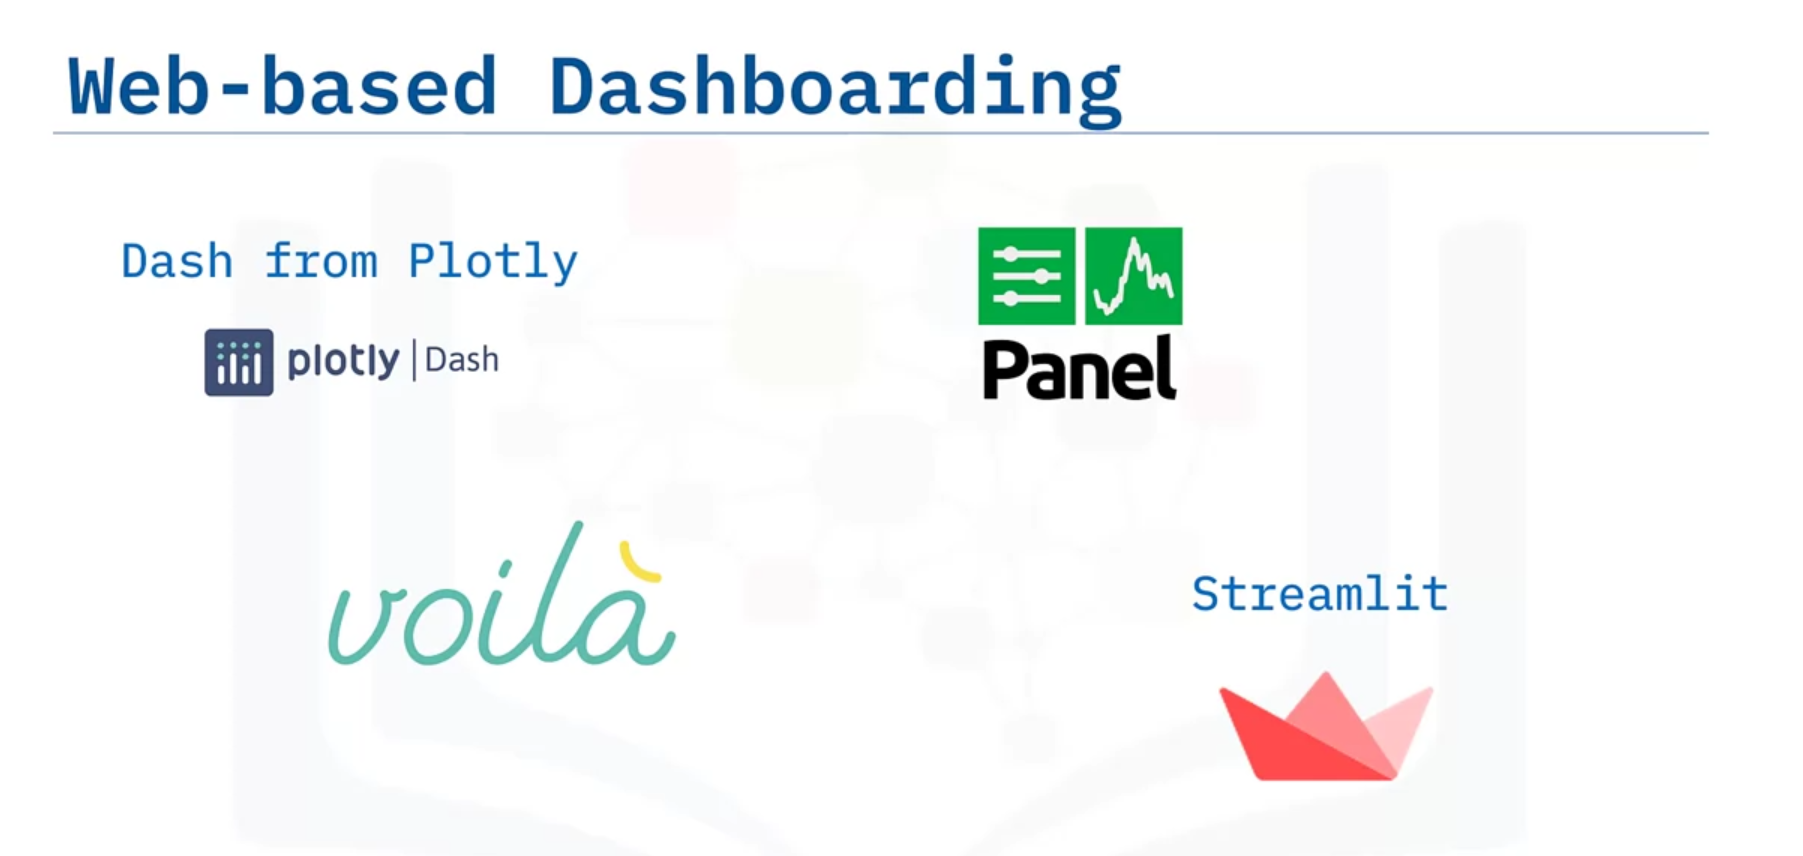 Web-based Dashboarding
Dash from Plotly
plotly | Dash
Panel
voilà
Streamlit